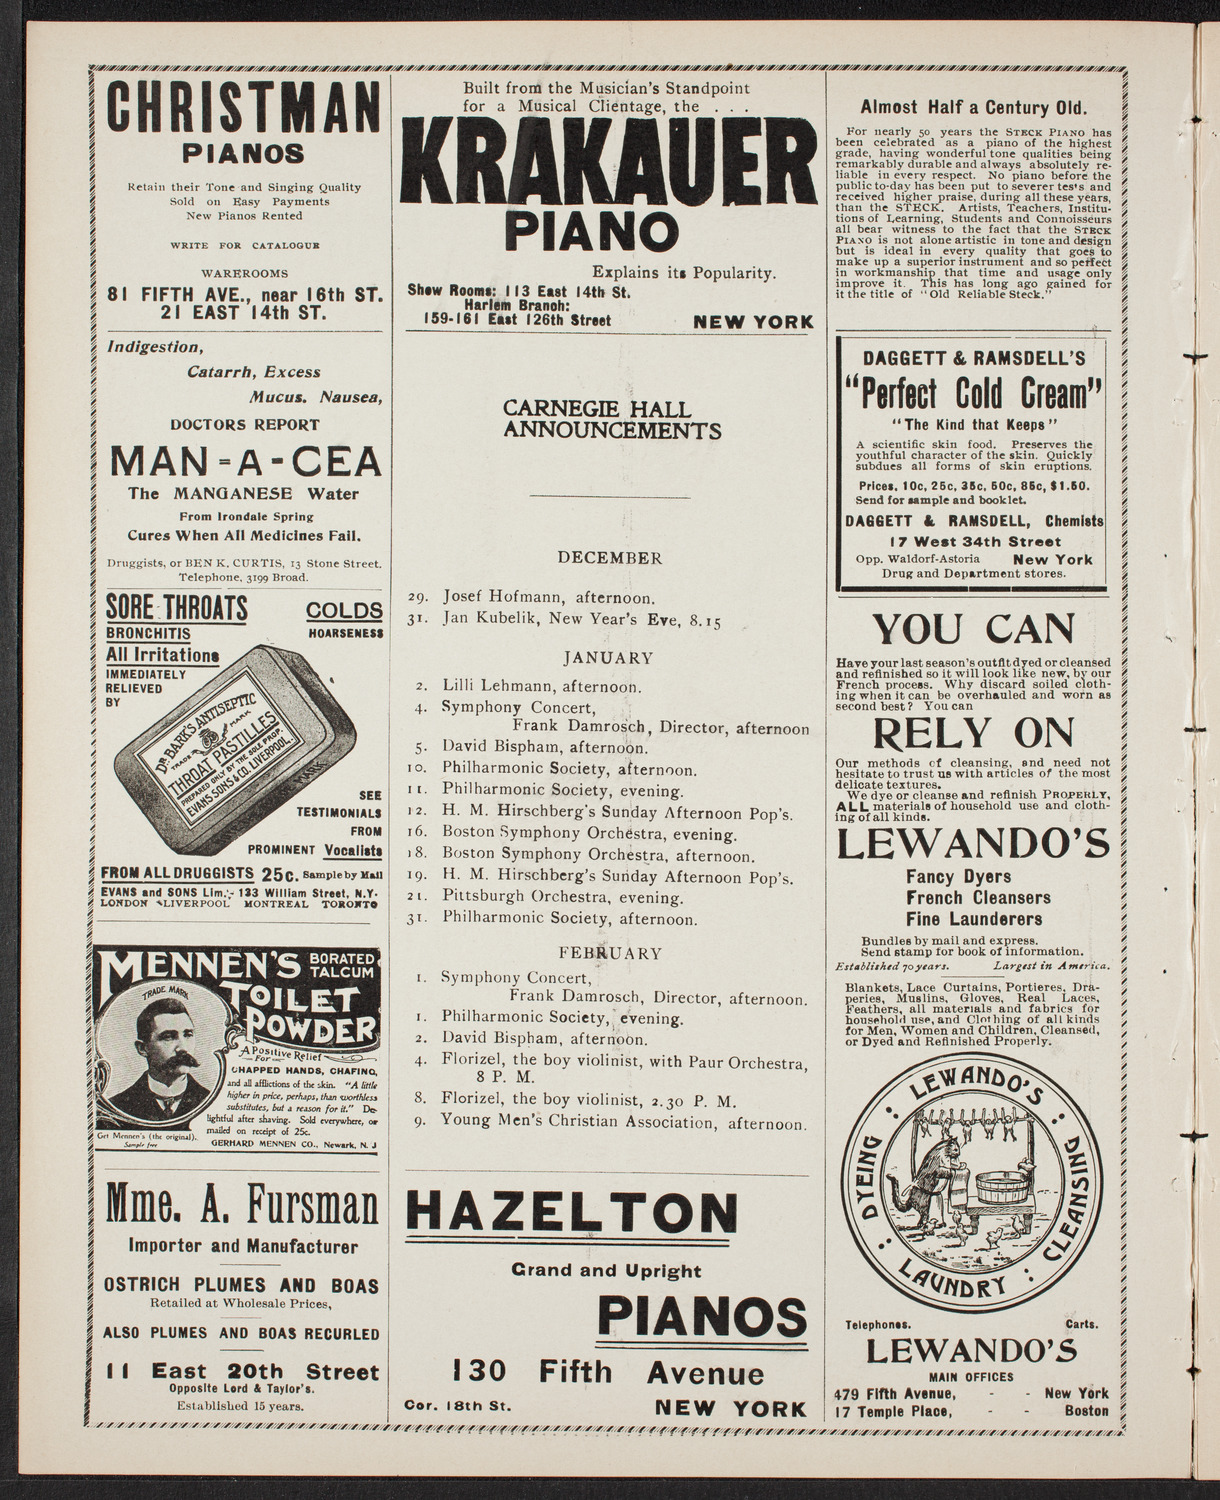 CHRISTMAN
PIANOS
Retain their Tone and Singing Quality
Sold on Easy Payments
New Pianos Rented
WRITE FOR CATALOGUE
WAREROOMS
81 FIFTH AVE., near 16th ST.
21 EAST 14th ST.
Indigestion,
Catarrh, Excess
Mucus. Nausea,
DOCTORS REPORT
MAN-A-CEA
The MANGANESE Water
From Irondale Spring
Cures When All Medicines Fail.
Druggists, or BEN K. CURTIS, 13 Stone Street.
Telephone, 3199 Broad.
SORE THROATS COLDS
BRONCHITIS HOARSENESS
All Irritations
IMMEDIATELY
RELIEVED
BY
DR. BARK'S ANTISEPTIC
TRADE MARK
THROAT PASTILLES
PREPARED ONLY BY THE SOLE PROP.
EVANS SONS & CO. LIVERPOOL.
TRADE MARK
SEE
TESTIMONIALS
FROM
PROMINENT Vocalists
FROM ALL DRUGGISTS 25c. Sample by Mail
EVANS and SONS Lim., 133 William Street, N.Y.
LONDON LIVERPOOL MONTREAL TORONTO
MENNEN'S BORATED
TALCUM
TOILET
POWDER
TRADE MARK
A Positive Relief
For
CHAPPED HANDS, CHAFING,
and all afflictions of the skin. "A little
higher in price, perhaps, than worthless
substitutes, but a reason for it." De-
lightful after shaving. Sold everywhere, or
mailed on receipt of 25c.
Get Mennen's (the original).
Sample free
GERHARD MENNEN CO., Newark, N. J
Mme. A. Fursman
Importer and Manufacturer
OSTRICH PLUMES AND BOAS
Retailed at Wholesale Prices,
ALSO PLUMES AND BOAS RECURLED
11 East 20th Street
Opposite Lord & Taylor's.
Established 15 years.
Built from the Musician's Standpoint
for a Musical Clientage, the . . .
KRAKAUER
PIANO
Explains its Popularity.
Show Rooms: 113 East 14th St.
Harlem Branch:
159-161 East 126th Street NEW YORK
CARNEGIE HALL
ANNOUNCEMENTS
DECEMBER
29. Josef Hofmann, afternoon.
31. Jan Kubelik, New Year's Eve, 8.15
JANUARY
2. Lilli Lehmann, afternoon.
4. Symphony Concert,
Frank Damrosch, Director, afternoon
5. David Bispham, afternoon.
10. Philharmonic Society, afternoon.
11. Philharmonic Society, evening.
12. H. M. Hirschberg's Sunday Afternoon Pop's.
16. Boston Symphony Orchestra, evening.
18. Boston Symphony Orchestra, afternoon.
19. H. M. Hirschberg's Sunday Afternoon Pop's.
21. Pittsburgh Orchestra, evening.
31. Philharmonic Society, afternoon.
FEBRUARY
1. Symphony Concert,
Frank Damrosch, Director, afternoon.
1. Philharmonic Society, evening.
2. David Bispham, afternoon.
4. Florizel, the boy violinist, with Paur Orchestra,
8 P. M.
8. Florizel, the boy violinist, 2.30 P. M.
9. Young Men's Christian Association, afternoon.
HAZELTON
Grand and Upright
PIANOS
130 Fifth Avenue
Cor. 18th St. NEW YORK
Almost Half a Century Old.
For nearly 50 years the STECK PIANO has
been celebrated as a piano of the highest
grade, having wonderful tone qualities being
remarkably durable and always absolutely re-
liable in every respect. No piano before the
public to-day has been put to severer tests and
received higher praise, during all these years,
than the STECK. Artists, Teachers, Institu-
tions of Learning, Students and Connoisseurs
all bear witness to the fact that the STECK
PIANO is not alone artistic in tone and design
but is ideal in every quality that goes to
make up a superior instrument and so perfect
in workmanship that time and usage only
improve it. This has long ago gained for
it the title of "Old Reliable Steck."
DAGGETT & RAMSDELL'S
"Perfect Cold Cream"
"The Kind that Keeps"
A scientific skin food. Preserves the
youthful character of the skin. Quickly
subdues all forms of skin eruptions.
Prices, 10c, 25c, 35c, 50c, 85c, $1.50.
Send for sample and booklet.
DAGGETT & RAMSDELL, Chemists
17 West 34th Street
Opp. Waldorf-Astoria New York
Drug and Department stores.
YOU CAN
Have your last season's outfit dyed or cleansed
and refinished so it will look like new, by our
French process. Why discard soiled cloth-
ing when it can be overhauled and worn as
second best? You can
RELY ON
Our methods of cleansing, and need not
hesitate to trust us with articles of the most
delicate textures.
We dye or cleanse and refinish PROPERLY,
ALL materials of household use and cloth-
ing of all kinds.
LEWANDO'S
Fancy Dyers
French Cleansers
Fine Launderers
Bundles by mail and express.
Send stamp for book of information.
Established 70 years. Largest in America.
Blankets, Lace Curtains, Portieres, Dra-
peries, Muslins, Gloves, Real Laces,
Feathers, all materials and fabrics for
household use, and Clothing of all kinds
for Men, Women and Children, Cleansed,
or Dyed and Refinished Properly.
: LEWANDO'S :
DYEING
CLEANSING
: LAUNDRY :
Telephones. Carts.
LEWANDO'S
MAIN OFFICES
479 Fifth Avenue, - - New York
17 Temple Place, - - Boston